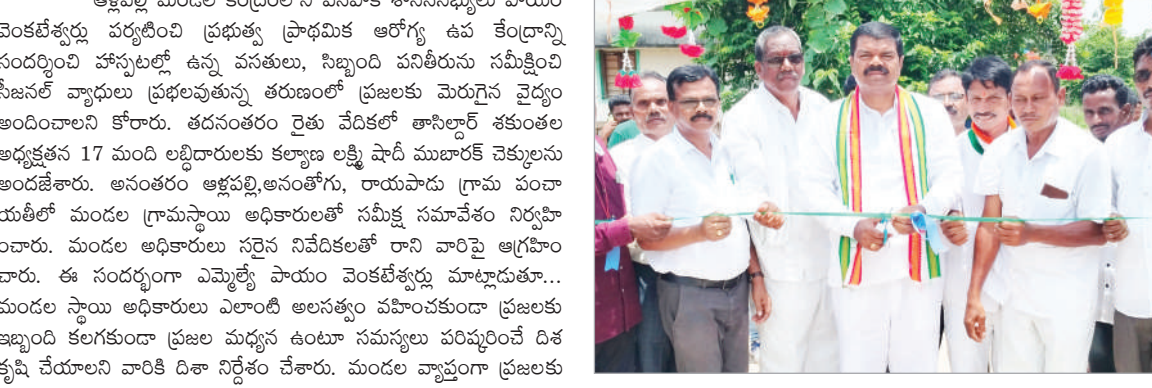 ఆళ్లపల్లి మండల కేంద్రంలోని పినపాక శాసనసభ్యులు పాయం
వెంకటేశ్వర్లు పర్యటించి ప్రభుత్వ ప్రాథమిక ఆరోగ్య ఉప కేంద్రాన్ని
సందర్శించి హాస్పటల్లో ఉన్న వసతులు, సిబ్బంది పనితీరును సమీక్షించి
సీజనల్ వ్యాధులు ప్రభలవుతున్న తరుణంలో ప్రజలకు మెరుగైన వైద్యం
అందించాలని కోరారు. తదనంతరం రైతు వేదికలో తాసిల్దార్ శకుంతల
అధ్యక్షతన 17 మంది లబ్ధిదారులకు కల్యాణ లక్ష్మి షాదీ ముబారక్ చెక్కులను
అందజేశారు. అనంతరం ఆళ్లపల్లి,అనంతోగు, రాయపాడు గ్రామ పంచా
యతీలో మండల గ్రామస్థాయి అధికారులతో సమీక్ష సమావేశం నిర్వహి
ంచారు. మండల అధికారులు సరైన నివేదికలతో రాని వారిపై ఆగ్రహిం
చారు. ఈ సందర్భంగా ఎమ్మెల్యే పాయం వెంకటేశ్వర్లు మాట్లాడుతూ...
మండల స్థాయి అధికారులు ఎలాంటి అలసత్వం వహించకుండా ప్రజలకు
ఇబ్బంది కలగకుండా ప్రజల మధ్యన ఉంటూ సమస్యలు పరిష్కరించే దిశ
కృషి చేయాలని వారికి దిశా నిర్దేశం చేశారు. మండల వ్యాప్తంగా ప్రజలకు